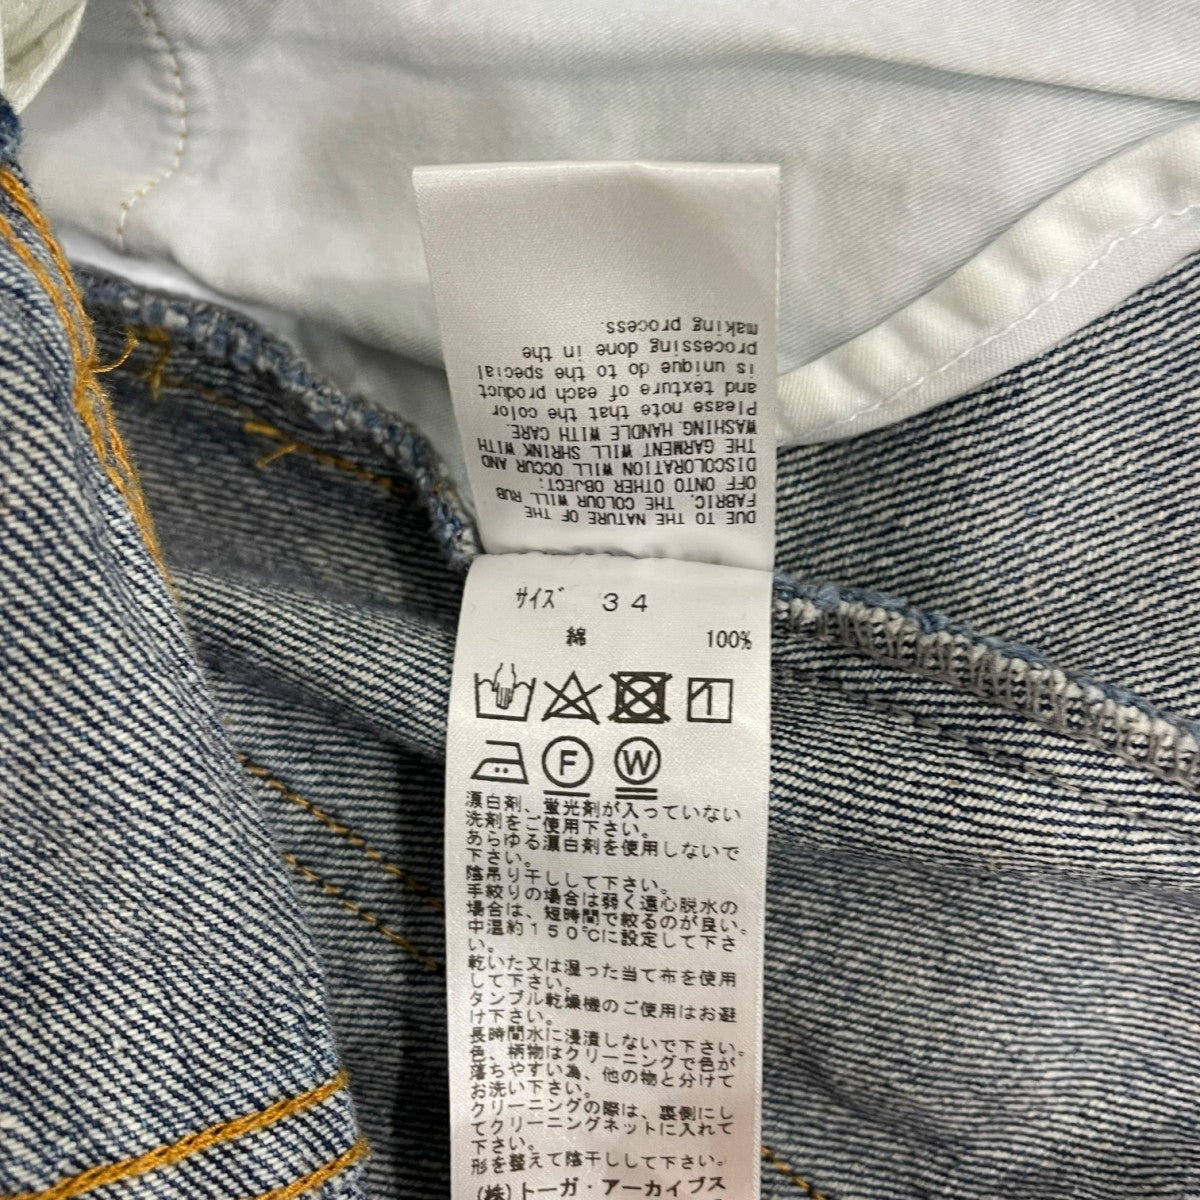 DUE TO THE NATURE OF THE
FABRIC. THE COLOUR WILL RUB
OFF ONTO OTHER OBJECT:
DISCOLORATION WILL OCCUR AND
THE GARMENT WILL SHRINK WITH
WASHING. HANDLE WITH CARE.
Please note that the color
and texture of each product
is unique do to the special
processing done in the
making process.
サイズ 34
綿 100%
1
F W
漂白剤、蛍光剤が入っていない
洗剤をご使用下さい。
あらゆる漂白剤を使用しないで
下さい。
陰吊り干しして下さい。
手絞りの場合は弱く遠心脱水の
場合は、短時間で絞るのが良い。
中温約150℃に設定して下さ
い。
乾いた又は湿った当て布を使用
して下さい。
タンブル乾燥機のご使用はお避
け下さい。
長時間水に浸漬しないで下さい。
色、柄物はクリーニングで色が
落ちやすい為、他の物と分けて
お洗い下さい。
クリーニングの際は、裏側にし
てクリーニングネットに入れて
下さい。
形を整えて陰干しして下さい。
(株)トーガ・アーカイブス